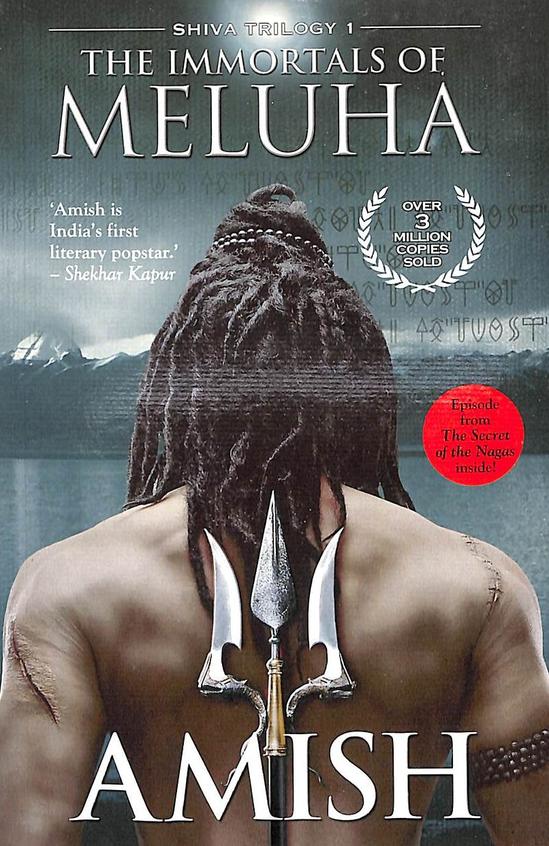 SHIVA TRILOGY 1
THE IMMORTALS OF
MELUHA
'Amish is
India's first
literary popstar.'
– Shekhar Kapur
OVER
3
MILLION
COPIES
SOLD
Episode
from
The Secret
of the Nagas
inside!
AMISH